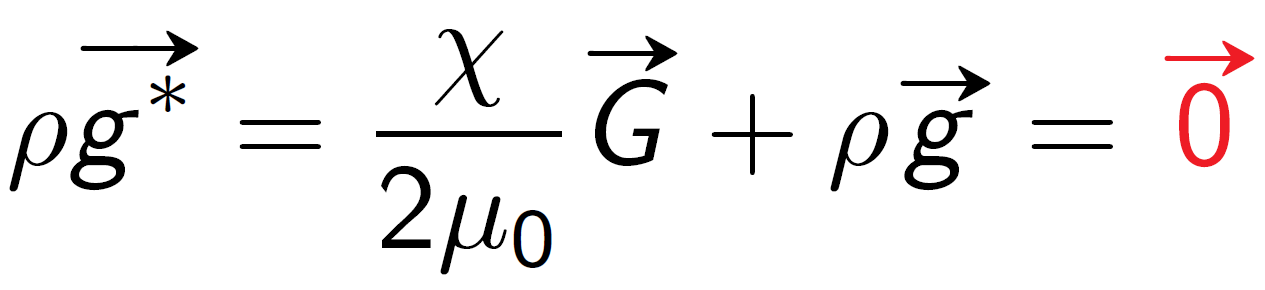 ρg⃗* = χ/2μ₀ G⃗ + ρg⃗ = 0⃗